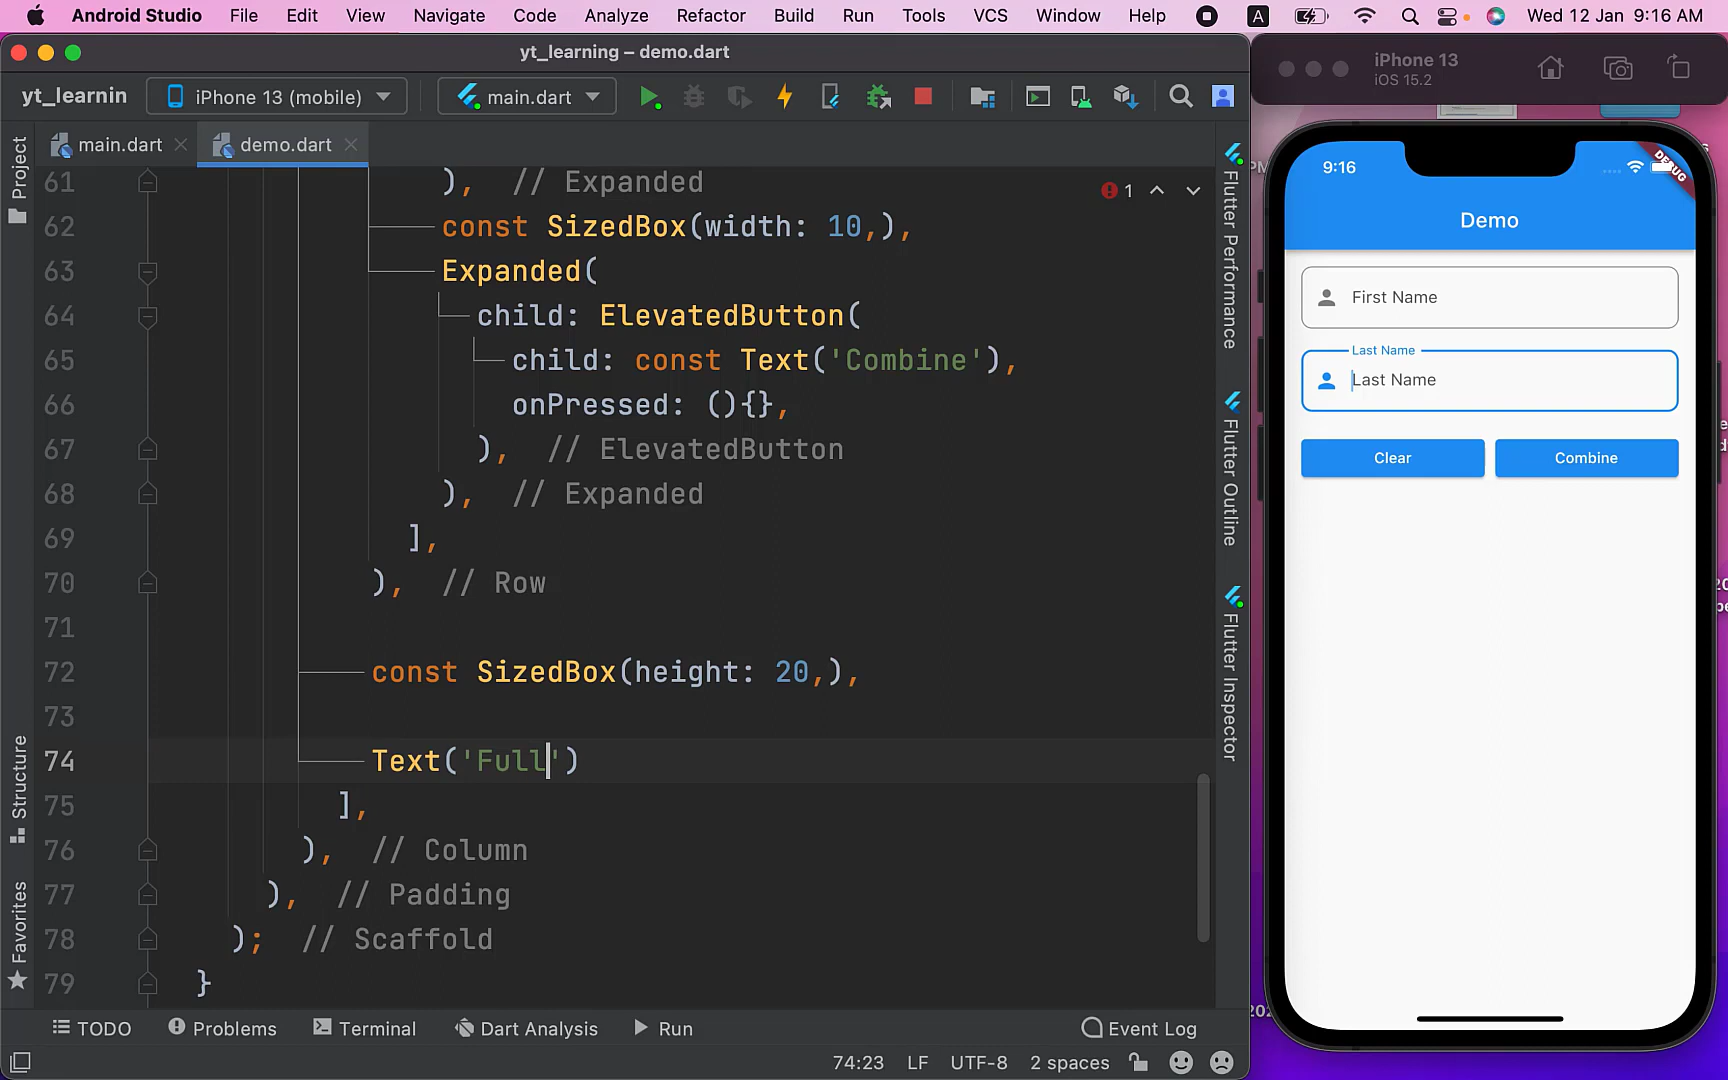 Android Studio File Edit View Navigate Code Analyze Refactor Build Run Tools VCS Window Help A Wed 12 Jan 9:16 AM
yt_learning – demo.dart
yt_learnin iPhone 13 (mobile) main.dart
main.dart demo.dart
Project
Structure
Favorites
61 ), // Expanded
62 const SizedBox(width: 10,),
63 Expanded(
64 child: ElevatedButton(
65 child: const Text('Combine'),
66 onPressed: (){},
67 ), // ElevatedButton
68 ), // Expanded
69 ],
70 ), // Row
71
72 const SizedBox(height: 20,),
73
74 Text('Full')
75 ],
76 ), // Column
77 ), // Padding
78 ); // Scaffold
79 }
1
Flutter Performance
Flutter Outline
Flutter Inspector
TODO Problems Terminal Dart Analysis Run Event Log
74:23 LF UTF-8 2 spaces
iPhone 13
iOS 15.2
9:16
DEBUG
Demo
First Name
Last Name
Last Name
Clear Combine